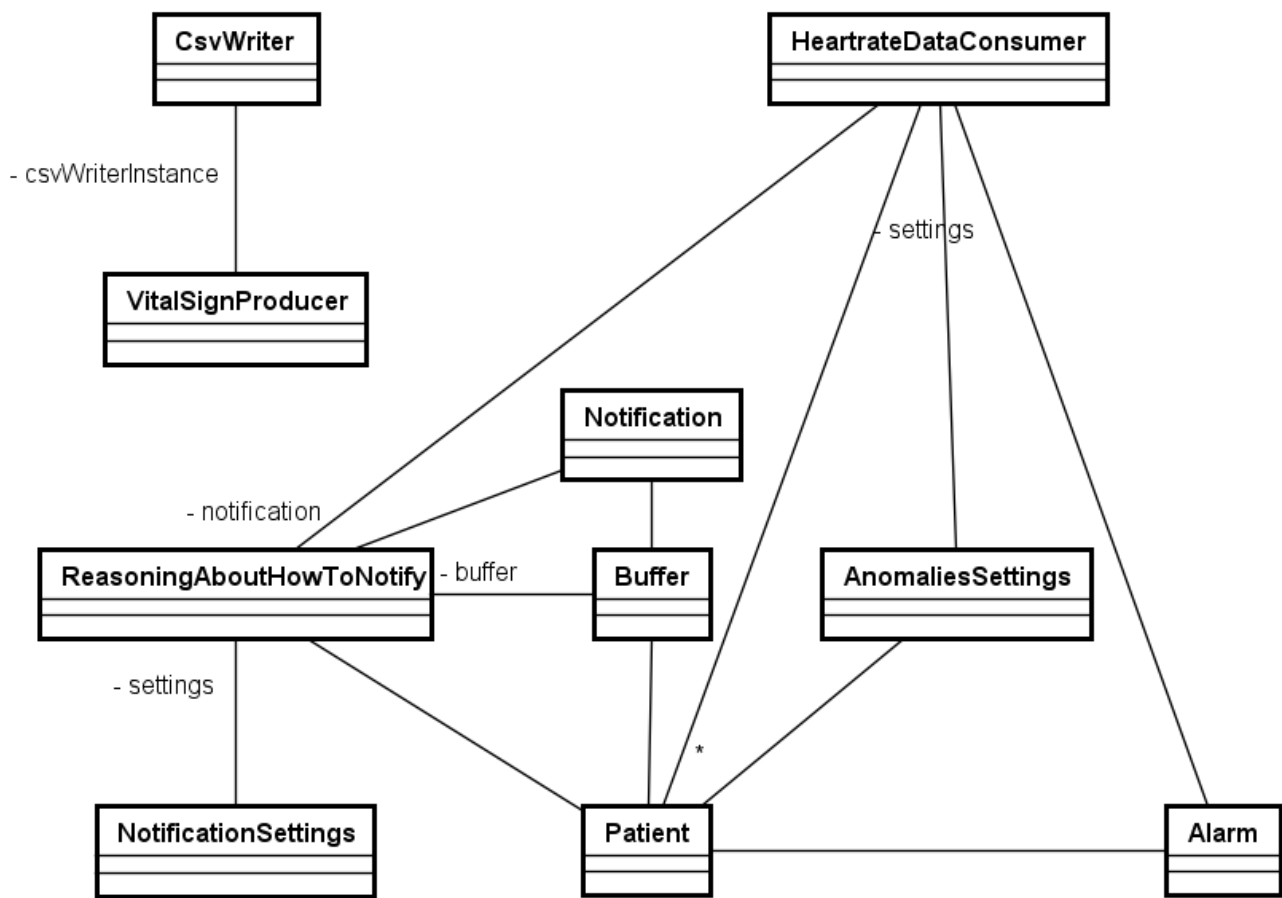 CsvWriter
HeartrateDataConsumer
- csvWriterInstance
- settings
VitalSignProducer
Notification
- notification
ReasoningAboutHowToNotify
- buffer
Buffer
AnomaliesSettings
- settings
*
NotificationSettings
Patient
Alarm